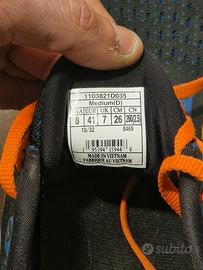 1103821D035
Medium(D)
SIZE/EUR UK CM CN
8 41 7 26 260(2.5)
10/22 8469
MADE IN VIETNAM
FABRIQUE AU VIETNAM
subito